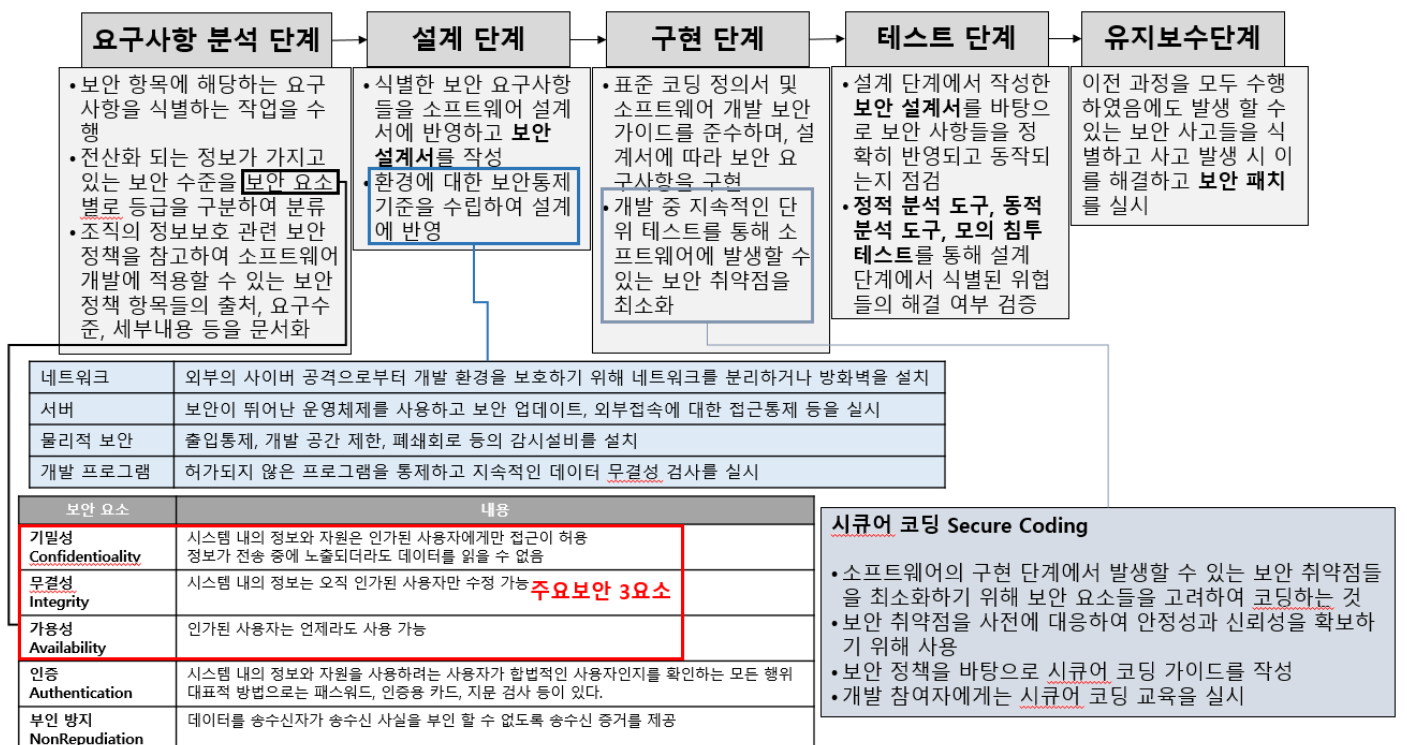 요구사항 분석 단계
• 보안 항목에 해당하는 요구
사항을 식별하는 작업을 수
행
• 전산화 되는 정보가 가지고
있는 보안 수준을 보안 요소
별로 등급을 구분하여 분류
• 조직의 정보보호 관련 보안
정책을 참고하여 소프트웨어
개발에 적용할 수 있는 보안
정책 항목들의 출처, 요구수
준, 세부내용 등을 문서화
설계 단계
• 식별한 보안 요구사항
들을 소프트웨어 설계
서에 반영하고 보안
설계서를 작성
• 환경에 대한 보안통제
기준을 수립하여 설계
에 반영
구현 단계
• 표준 코딩 정의서 및
소프트웨어 개발 보안
가이드를 준수하며, 설
계서에 따라 보안 요
구사항을 구현
• 개발 중 지속적인 단
위 테스트를 통해 소
프트웨어에 발생할 수
있는 보안 취약점을
최소화
테스트 단계
• 설계 단계에서 작성한
보안 설계서를 바탕으
로 보안 사항들을 정
확히 반영되고 동작되
는지 점검
• 정적 분석 도구, 동적
분석 도구, 모의 침투
테스트를 통해 설계
단계에서 식별된 위협
들의 해결 여부 검증
유지보수단계
이전 과정을 모두 수행
하였음에도 발생 할 수
있는 보안 사고들을 식
별하고 사고 발생 시 이
를 해결하고 보안 패치
를 실시
네트워크 외부의 사이버 공격으로부터 개발 환경을 보호하기 위해 네트워크를 분리하거나 방화벽을 설치
서버 보안이 뛰어난 운영체제를 사용하고 보안 업데이트, 외부접속에 대한 접근통제 등을 실시
물리적 보안 출입통제, 개발 공간 제한, 폐쇄회로 등의 감시설비를 설치
개발 프로그램 허가되지 않은 프로그램을 통제하고 지속적인 데이터 무결성 검사를 실시
보안 요소 내용
기밀성
Confidentioality
시스템 내의 정보와 자원은 인가된 사용자에게만 접근이 허용
정보가 전송 중에 노출되더라도 데이터를 읽을 수 없음
무결성
Integrity
시스템 내의 정보는 오직 인가된 사용자만 수정 가능
주요보안 3요소
가용성
Availability
인가된 사용자는 언제라도 사용 가능
인증
Authentication
시스템 내의 정보와 자원을 사용하려는 사용자가 합법적인 사용자인지를 확인하는 모든 행위
대표적 방법으로는 패스워드, 인증용 카드, 지문 검사 등이 있다.
부인 방지
NonRepudiation
데이터를 송수신자가 송수신 사실을 부인 할 수 없도록 송수신 증거를 제공
시큐어 코딩 Secure Coding
• 소프트웨어의 구현 단계에서 발생할 수 있는 보안 취약점들
을 최소화하기 위해 보안 요소들을 고려하여 코딩하는 것
• 보안 취약점을 사전에 대응하여 안정성과 신뢰성을 확보하
기 위해 사용
• 보안 정책을 바탕으로 시큐어 코딩 가이드를 작성
• 개발 참여자에게는 시큐어 코딩 교육을 실시